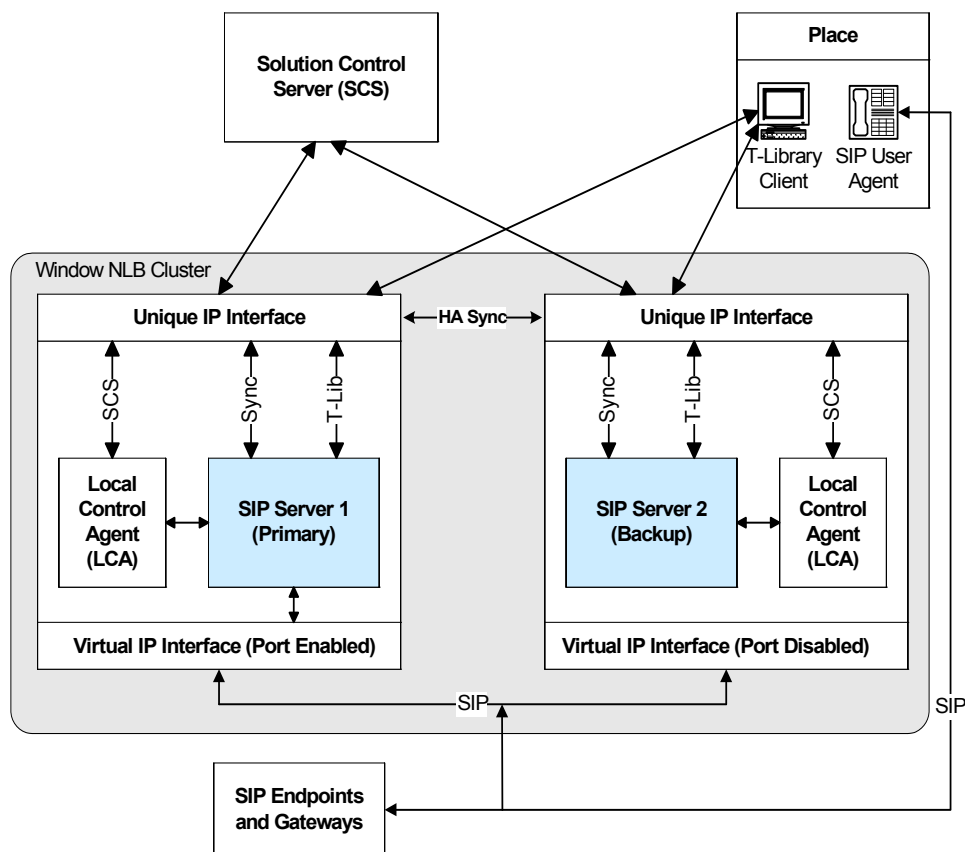 Solution Control
Server (SCS)
Place
T-Library
Client
SIP User
Agent
Window NLB Cluster
Unique IP Interface
HA Sync
Unique IP Interface
SCS
Sync
T-Lib
Sync
T-Lib
SCS
Local
Control
Agent
(LCA)
SIP Server 1
(Primary)
SIP Server 2
(Backup)
Local
Control
Agent
(LCA)
Virtual IP Interface (Port Enabled)
Virtual IP Interface (Port Disabled)
SIP
SIP
SIP Endpoints
and Gateways